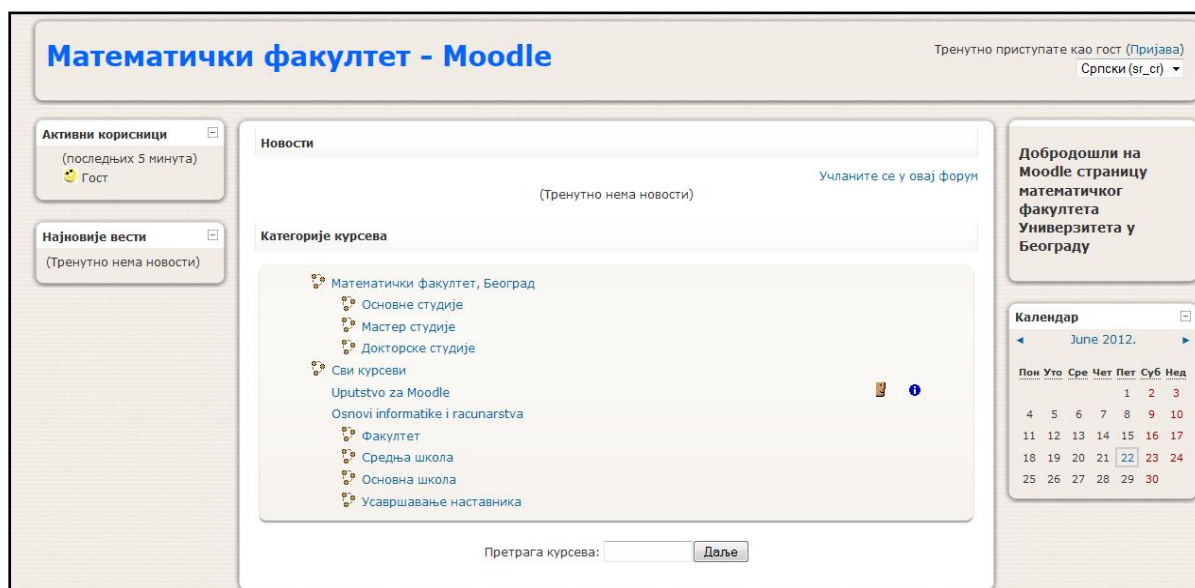 Математички факултет - Moodle
Тренутно приступате као гост (Пријава)
Српски (sr_cr)
Активни корисници
(последњих 5 минута)
Гост
Најновије вести
(Тренутно нема новости)
Новости
Учланите се у овај форум
(Тренутно нема новости)
Категорије курсева
Математички факултет, Београд
Основне студије
Мастер студије
Докторске студије
Сви курсеви
Uputstvo za Moodle
Osnovi informatike i racunarstva
Факултет
Средња школа
Основна школа
Усавршавање наставника
Претрага курсева: Даље
Добродошли на
Moodle страницу
математичког
факултета
Универзитета у
Београду
Календар
◄ June 2012. ►
Пон Уто Сре Чет Пет Суб Нед
1 2 3
4 5 6 7 8 9 10
11 12 13 14 15 16 17
18 19 20 21 22 23 24
25 26 27 28 29 30